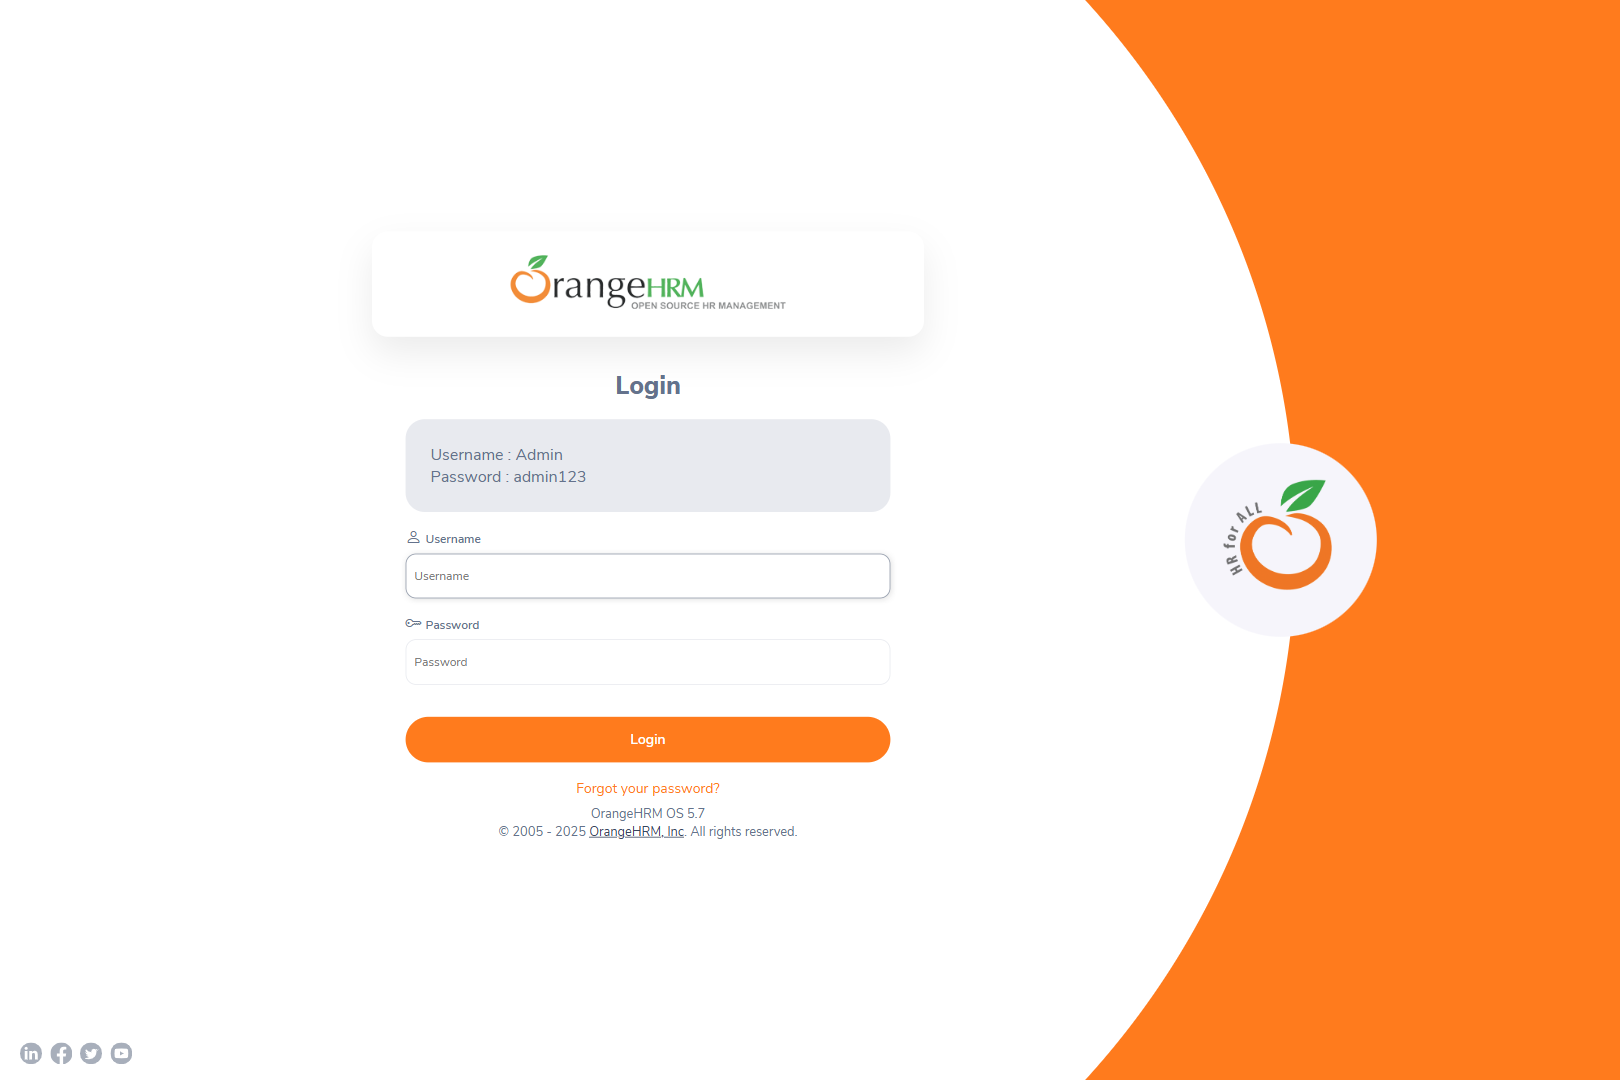 OrangeHRM
OPEN SOURCE HR MANAGEMENT
Login
Username : Admin
Password : admin123
Username
Username
Password
Password
Login
Forgot your password?
OrangeHRM OS 5.7
© 2005 - 2025 OrangeHRM, Inc. All rights reserved.
HR for ALL
in